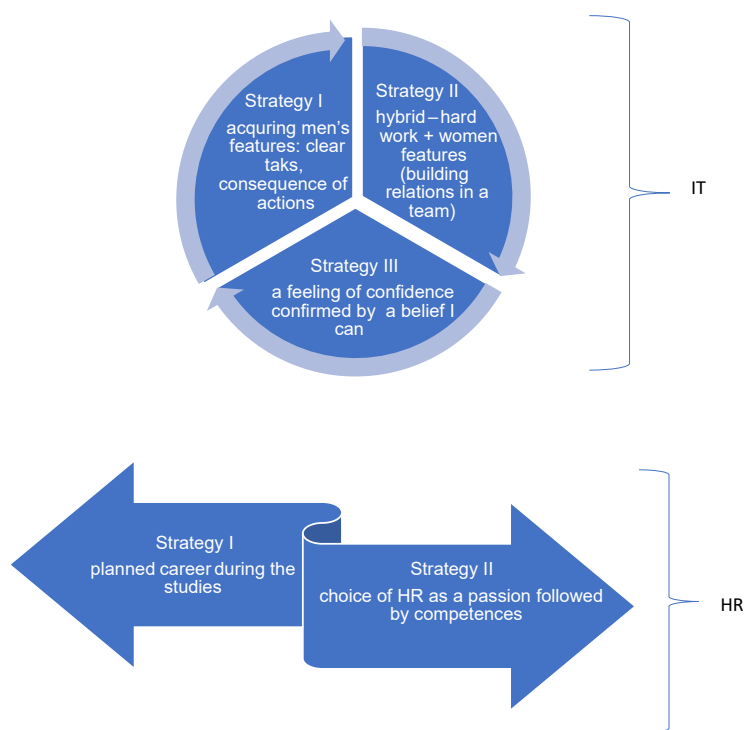 Strategy I
acquring men's
features: clear
taks,
consequence of
actions
Strategy II
hybrid – hard
work + women
features
(building
relations in a
team)
Strategy III
a feeling of confidence
confirmed by a belief I
can
IT
Strategy I
planned career during the
studies
Strategy II
choice of HR as a passion followed
by competences
HR